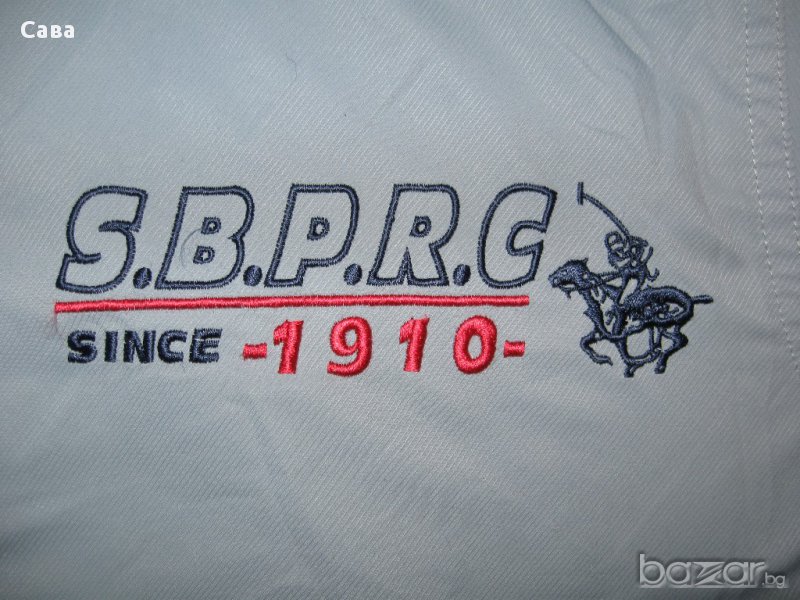 Сава
S.B.P.R.C
SINCE -1910-
bazar.bg